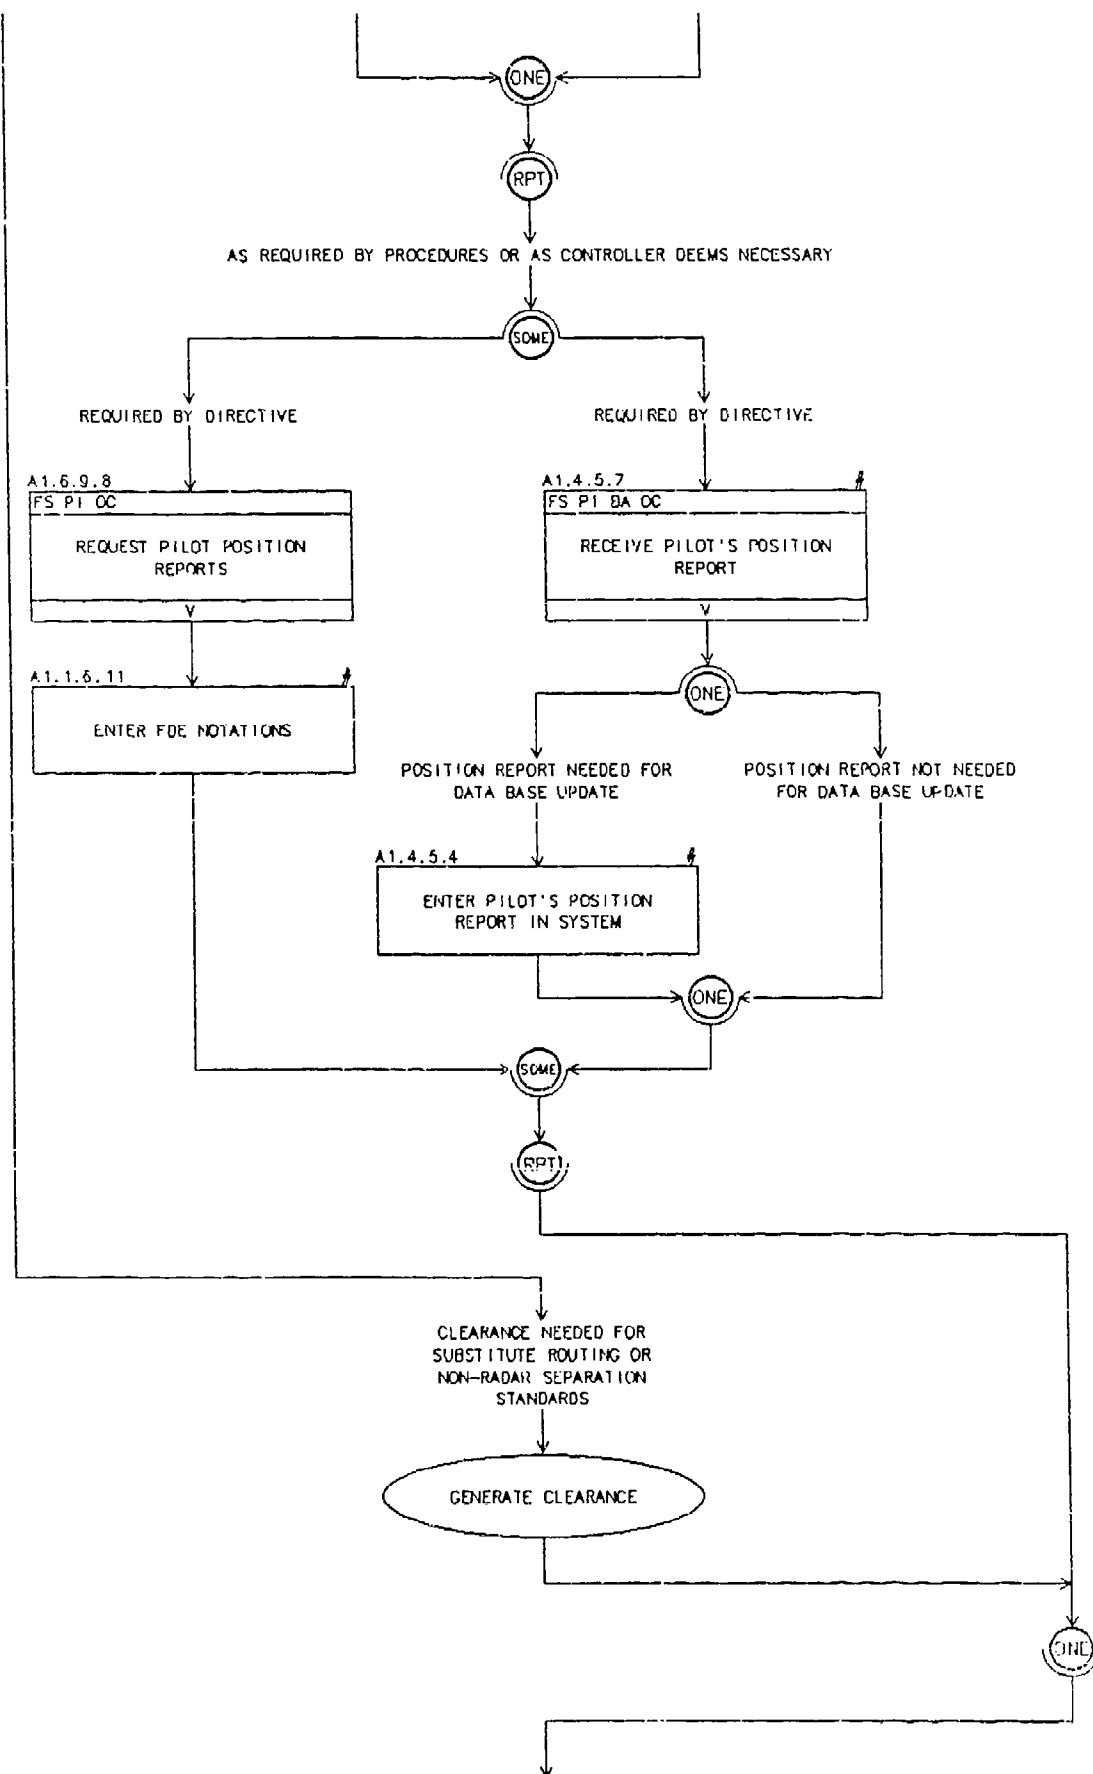 ONE
RPT
AS REQUIRED BY PROCEDURES OR AS CONTROLLER DEEMS NECESSARY
SOME
REQUIRED BY DIRECTIVE
REQUIRED BY DIRECTIVE
A1.6.9.8
FS PI OC
REQUEST PILOT POSITION
REPORTS
V
A1.4.5.7
FS PI BA OC
RECEIVE PILOT'S POSITION
REPORT
V
A1.1.6.11
ENTER FDE NOTATIONS
ONE
POSITION REPORT NEEDED FOR
DATA BASE UPDATE
POSITION REPORT NOT NEEDED
FOR DATA BASE UPDATE
A1.4.5.4
ENTER PILOT'S POSITION
REPORT IN SYSTEM
ONE
SOME
RPT
CLEARANCE NEEDED FOR
SUBSTITUTE ROUTING OR
NON-RADAR SEPARATION
STANDARDS
GENERATE CLEARANCE
ONE